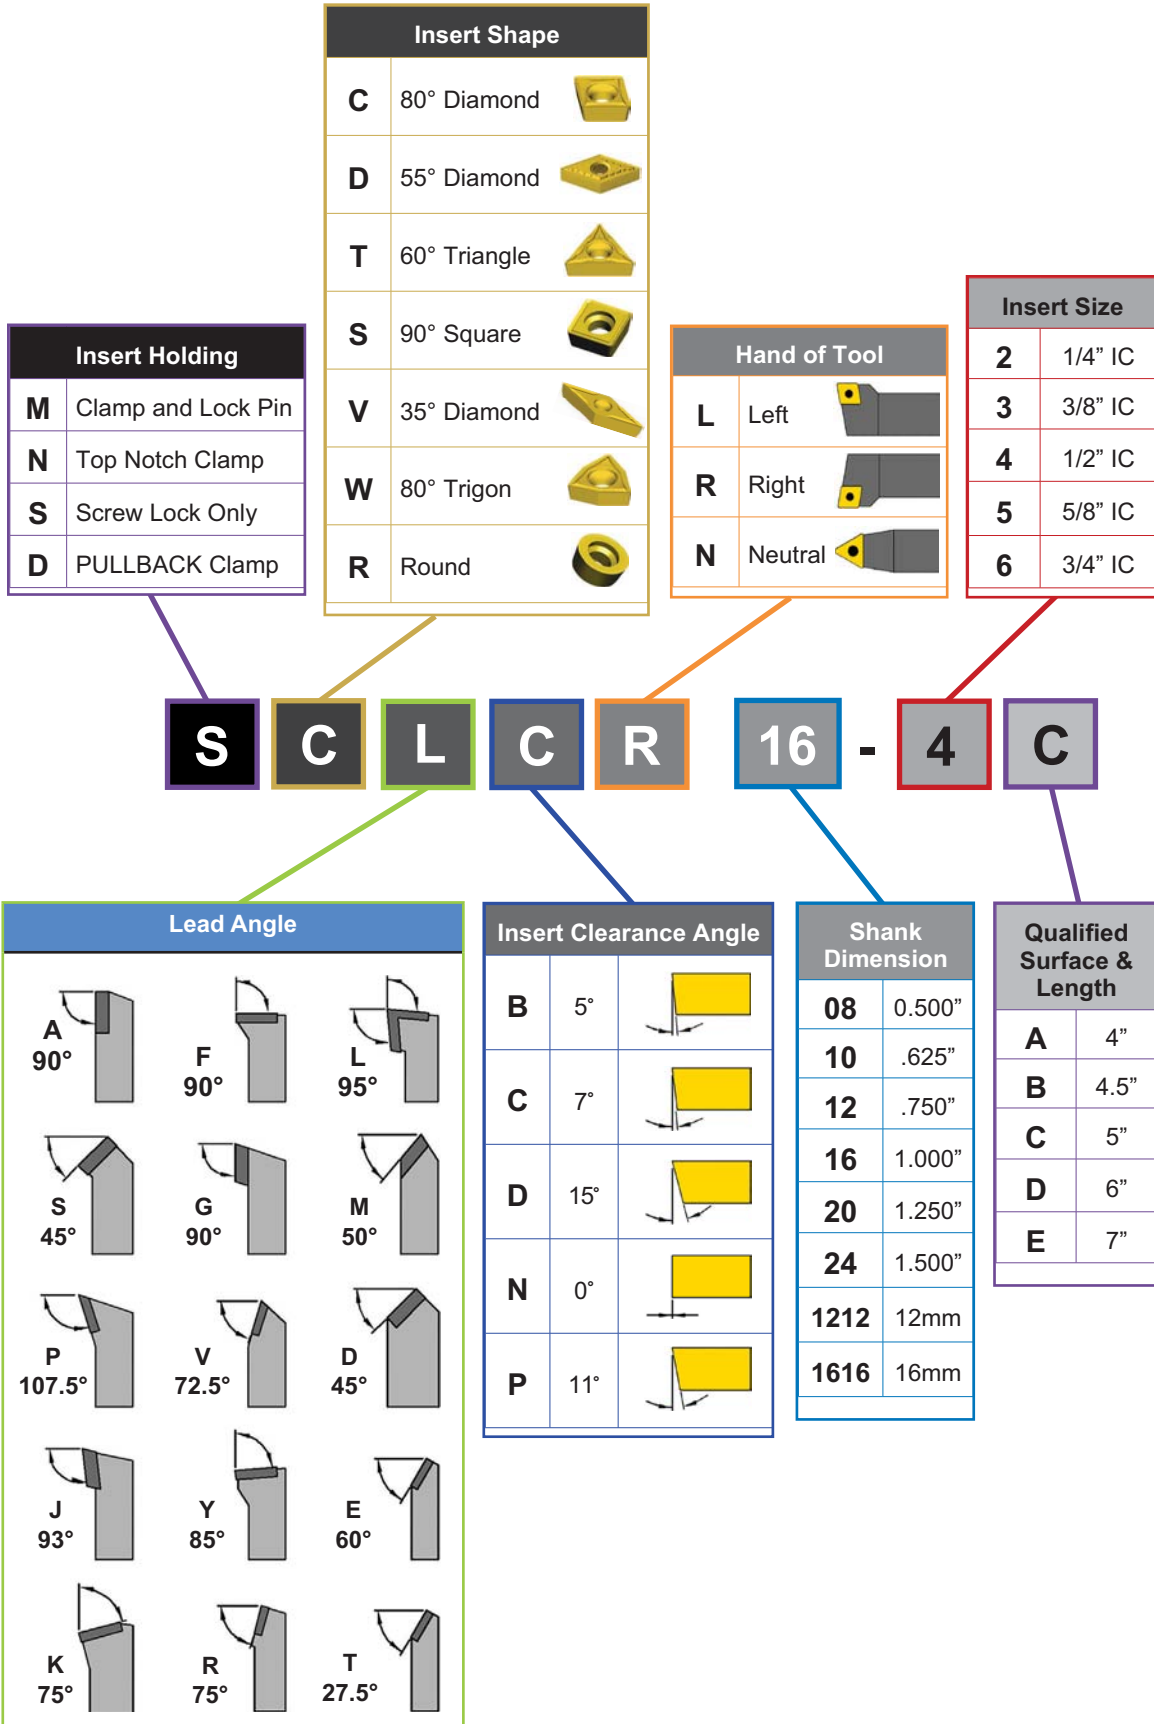 Insert Shape
C 80° Diamond
D 55° Diamond
T 60° Triangle
S 90° Square
V 35° Diamond
W 80° Trigon
R Round
Insert Holding
M Clamp and Lock Pin
N Top Notch Clamp
S Screw Lock Only
D PULLBACK Clamp
Hand of Tool
L Left
R Right
N Neutral
Insert Size
2 1/4” IC
3 3/8” IC
4 1/2” IC
5 5/8” IC
6 3/4” IC
S C L C R 16 - 4 C
Lead Angle
A F L
90° 90° 95°
S G M
45° 90° 50°
P V D
107.5° 72.5° 45°
J Y E
93° 85° 60°
K R T
75° 75° 27.5°
Insert Clearance Angle
B 5°
C 7°
D 15°
N 0°
P 11°
Shank
Dimension
08 0.500”
10 .625”
12 .750”
16 1.000”
20 1.250”
24 1.500”
1212 12mm
1616 16mm
Qualified
Surface &
Length
A 4”
B 4.5”
C 5”
D 6”
E 7”